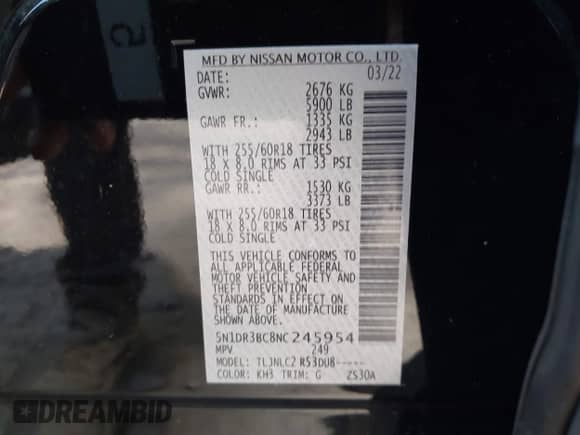 MFD BY NISSAN MOTOR CO., LTD.
DATE: 03/22
GVWR: 2676 KG
5900 LB
GAWR FR.: 1335 KG
2943 LB
WITH 255/60R18 TIRES
18 X 8.0 RIMS AT 33 PSI
COLD SINGLE
GAWR RR.: 1530 KG
3373 LB
WITH 255/60R18 TIRES
18 X 8.0 RIMS AT 33 PSI
COLD SINGLE
THIS VEHICLE CONFORMS TO
ALL APPLICABLE FEDERAL
MOTOR VEHICLE SAFETY AND
THEFT PREVENTION
STANDARDS IN EFFECT ON
THE DATE OF MANUFACTURE
SHOWN ABOVE.
5N1DR3BC8NC245954
MPV 249
MODEL: TLJNLC2 R53DU8-----
COLOR: KH3 TRIM: G ZS30A
DREAMBID